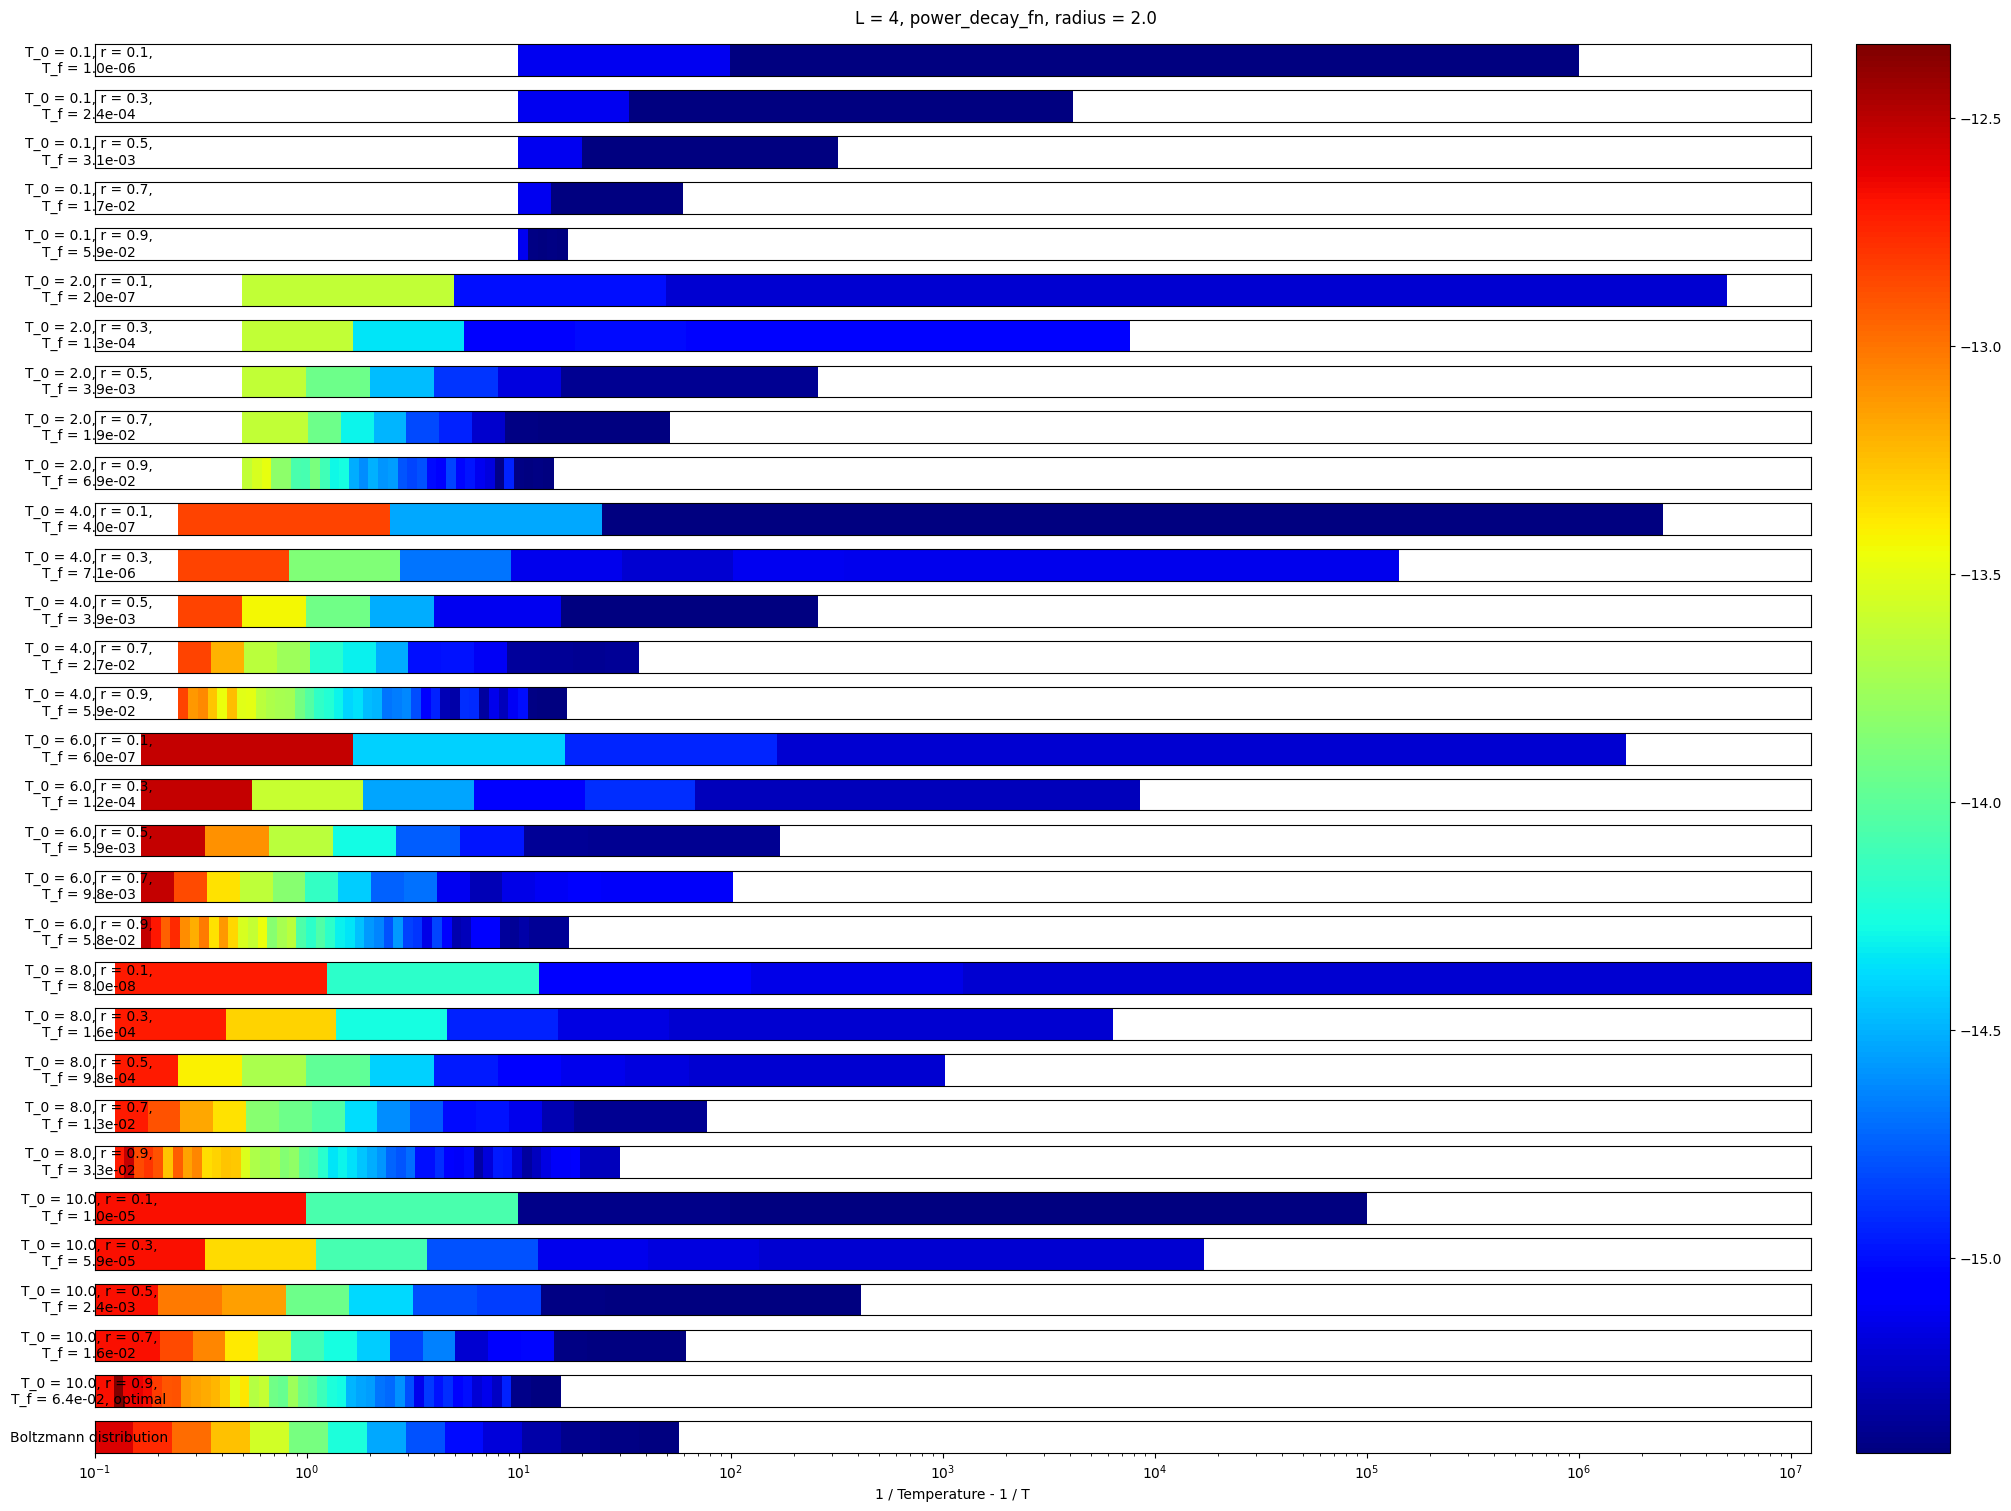 L = 4, power_decay_fn, radius = 2.0
T_0 = 0.1, r = 0.1,
T_f = 1.0e-06
T_0 = 0.1, r = 0.3,
T_f = 2.4e-04
T_0 = 0.1, r = 0.5,
T_f = 3.1e-03
T_0 = 0.1, r = 0.7,
T_f = 1.7e-02
T_0 = 0.1, r = 0.9,
T_f = 5.9e-02
T_0 = 2.0, r = 0.1,
T_f = 2.0e-07
T_0 = 2.0, r = 0.3,
T_f = 1.3e-04
T_0 = 2.0, r = 0.5,
T_f = 3.9e-03
T_0 = 2.0, r = 0.7,
T_f = 1.9e-02
T_0 = 2.0, r = 0.9,
T_f = 6.9e-02
T_0 = 4.0, r = 0.1,
T_f = 4.0e-07
T_0 = 4.0, r = 0.3,
T_f = 7.1e-06
T_0 = 4.0, r = 0.5,
T_f = 3.9e-03
T_0 = 4.0, r = 0.7,
T_f = 2.7e-02
T_0 = 4.0, r = 0.9,
T_f = 5.9e-02
T_0 = 6.0, r = 0.1,
T_f = 6.0e-07
T_0 = 6.0, r = 0.3,
T_f = 1.2e-04
T_0 = 6.0, r = 0.5,
T_f = 5.9e-03
T_0 = 6.0, r = 0.7,
T_f = 9.8e-03
T_0 = 6.0, r = 0.9,
T_f = 5.8e-02
T_0 = 8.0, r = 0.1,
T_f = 8.0e-08
T_0 = 8.0, r = 0.3,
T_f = 1.6e-04
T_0 = 8.0, r = 0.5,
T_f = 9.8e-04
T_0 = 8.0, r = 0.7,
T_f = 1.3e-02
T_0 = 8.0, r = 0.9,
T_f = 3.3e-02
T_0 = 10.0, r = 0.1,
T_f = 1.0e-05
T_0 = 10.0, r = 0.3,
T_f = 5.9e-05
T_0 = 10.0, r = 0.5,
T_f = 2.4e-03
T_0 = 10.0, r = 0.7,
T_f = 1.6e-02
T_0 = 10.0, r = 0.9,
T_f = 6.4e-02, optimal
Boltzmann distribution
10⁻¹ 10⁰ 10¹ 10² 10³ 10⁴ 10⁵ 10⁶ 10⁷
1 / Temperature - 1 / T
−12.5
−13.0
−13.5
−14.0
−14.5
−15.0